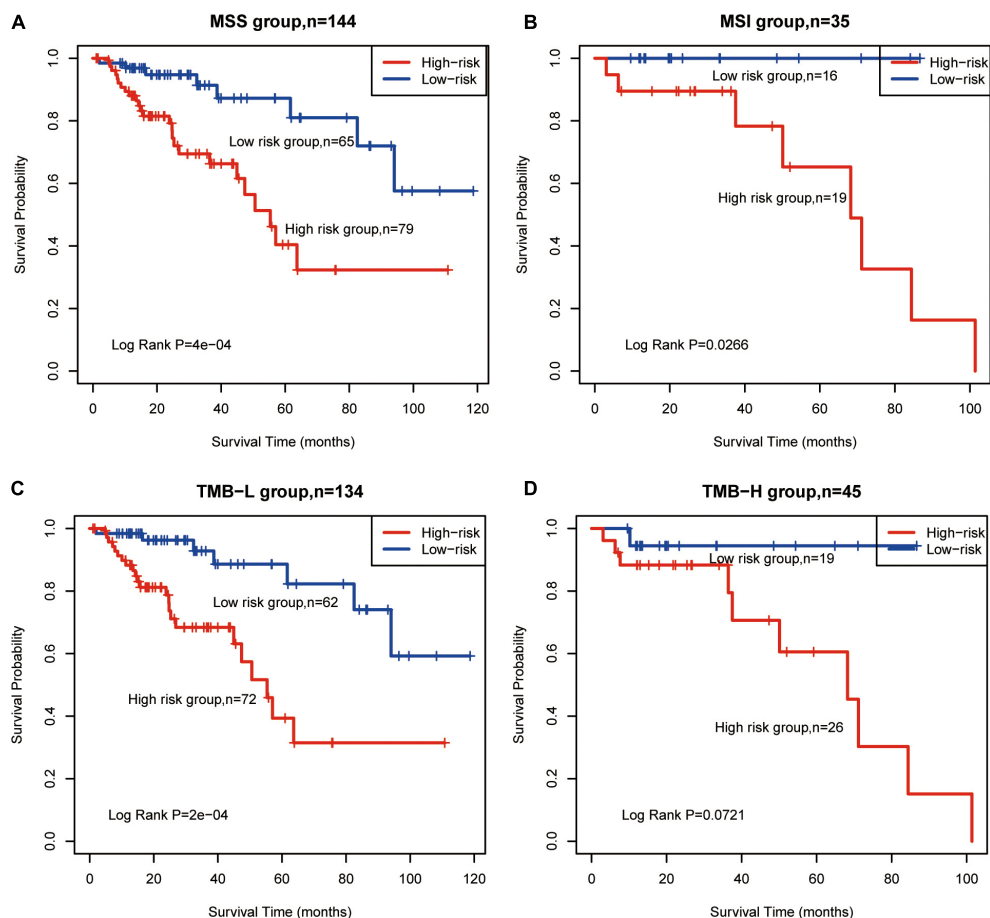 A
MSS group,n=144
High−risk
Low−risk
Low risk group,n=65
High risk group,n=79
Log Rank P=4e−04
Survival Probability
0.0 0.2 0.4 0.6 0.8 1.0
0 20 40 60 80 100 120
Survival Time (months)
B
MSI group,n=35
High−risk
Low−risk
Low risk group,n=16
High risk group,n=19
Log Rank P=0.0266
Survival Probability
0.0 0.2 0.4 0.6 0.8 1.0
0 20 40 60 80 100
Survival Time (months)
C
TMB−L group,n=134
High−risk
Low−risk
Low risk group,n=62
High risk group,n=72
Log Rank P=2e−04
Survival Probability
0.0 0.2 0.4 0.6 0.8 1.0
0 20 40 60 80 100 120
Survival Time (months)
D
TMB−H group,n=45
High−risk
Low−risk
Low risk group,n=19
High risk group,n=26
Log Rank P=0.0721
Survival Probability
0.0 0.2 0.4 0.6 0.8 1.0
0 20 40 60 80 100
Survival Time (months)